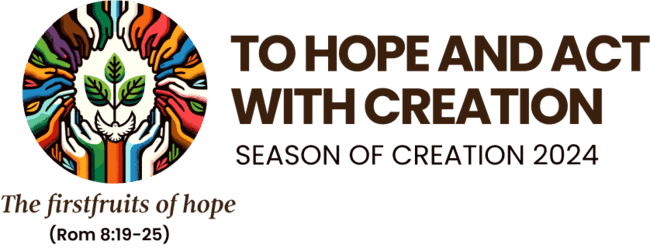 TO HOPE AND ACT
WITH CREATION
SEASON OF CREATION 2024
The firstfruits of hope
(Rom 8:19-25)